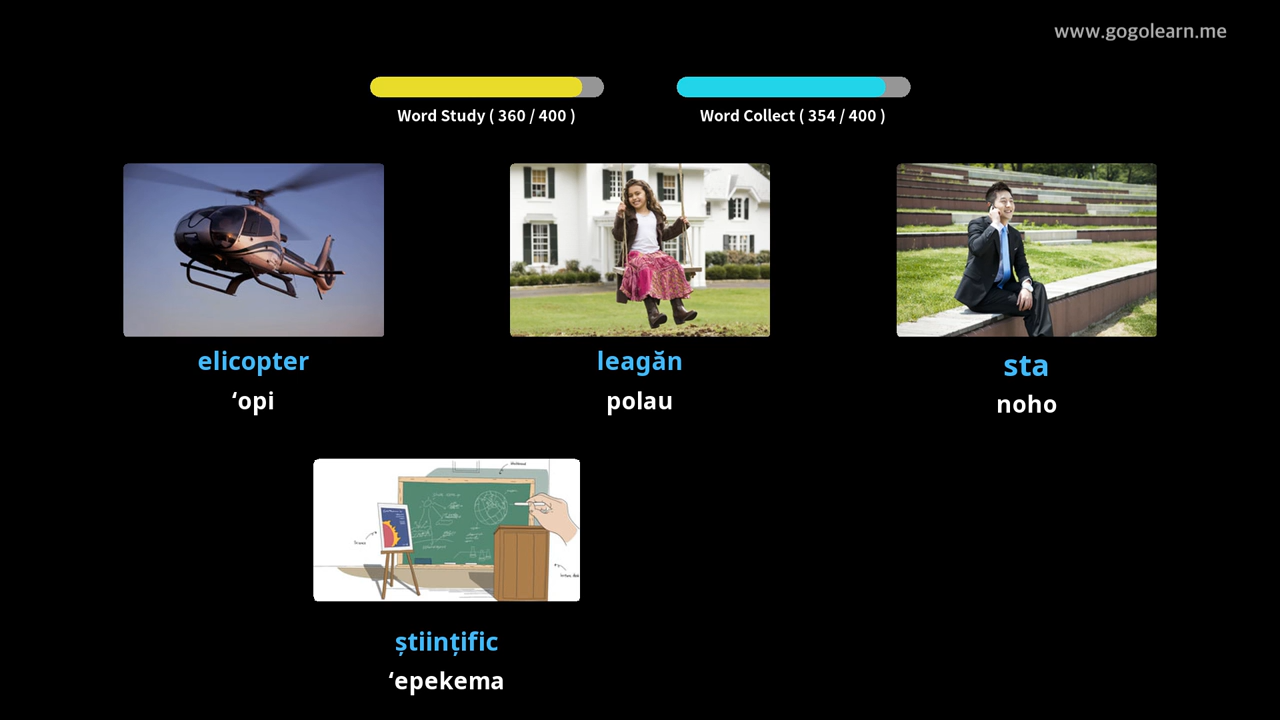 www.gogolearn.me
Word Study ( 360 / 400 )
Word Collect ( 354 / 400 )
elicopter
ʻopi
leagăn
polau
sta
noho
științific
ʻepekema